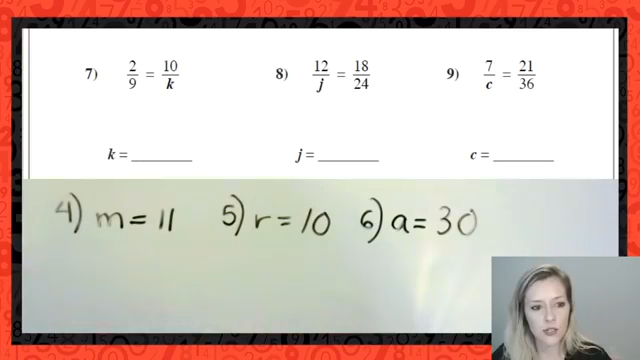 7) 2/9 = 10/k 8) 12/j = 18/24 9) 7/c = 21/36
k = ________ j = ________ c = ________
4) m = 11 5) r = 10 6) a = 30